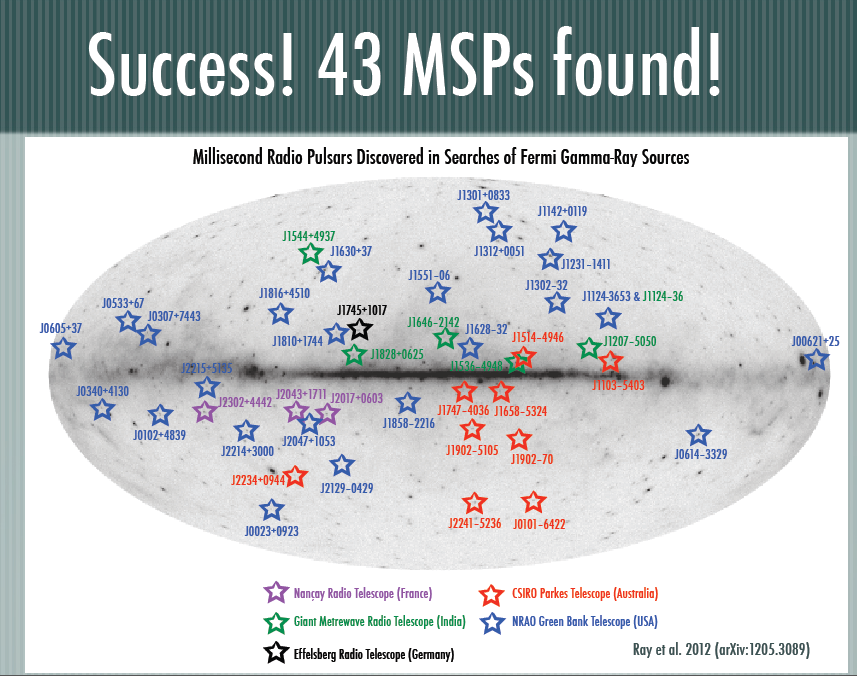 Success! 43 MSPs found!
Millisecond Radio Pulsars Discovered in Searches of Fermi Gamma-Ray Sources
J1301+0833
J1142+0119
J1544+4937
J1630+37
J1312+0051
J1231-1411
J1551-06
J1302-32
J1124-3653 & J1124-36
J1816+4510
J1745+1017
J0533+67
J0307+7443
J0605+37
J1810+1744
J1646-2142
J1628-32
J1514-4946
J1207-5050
J00621+25
J1828+0625
J1536-4948
J1103-5403
J2215+5135
J0340+4130
J2302+4442
J2043+1711
J2017+0603
J1858-2216
J1747-4036
J1658-5324
J0102+4839
J2047+1053
J2214+3000
J1902-5105
J1902-70
J0614-3329
J2234+0944
J2129-0429
J0023+0923
J2241-5236
J0101-6422
Nançay Radio Telescope (France)
CSIRO Parkes Telescope (Australia)
Giant Metrewave Radio Telescope (India)
NRAO Green Bank Telescope (USA)
Effelsberg Radio Telescope (Germany)
Ray et al. 2012 (arXiv:1205.3089)